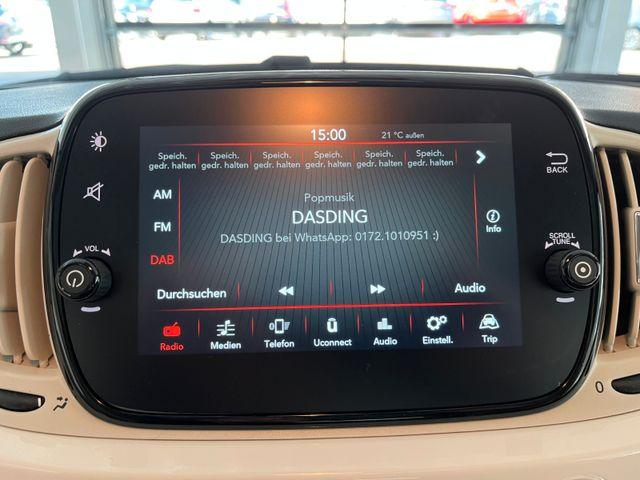 15:00
21 °C außen
Speich. Speich. Speich. Speich. Speich. Speich.
gedr. halten gedr. halten gedr. halten gedr. halten gedr. halten gedr. halten
BACK
AM
Popmusik
DASDING
FM
Info
DASDING bei WhatsApp: 0172.1010951 :)
VOL
SCROLL
TUNE
DAB
Durchsuchen
Audio
Radio Medien Telefon Uconnect Audio Einstell. Trip
0